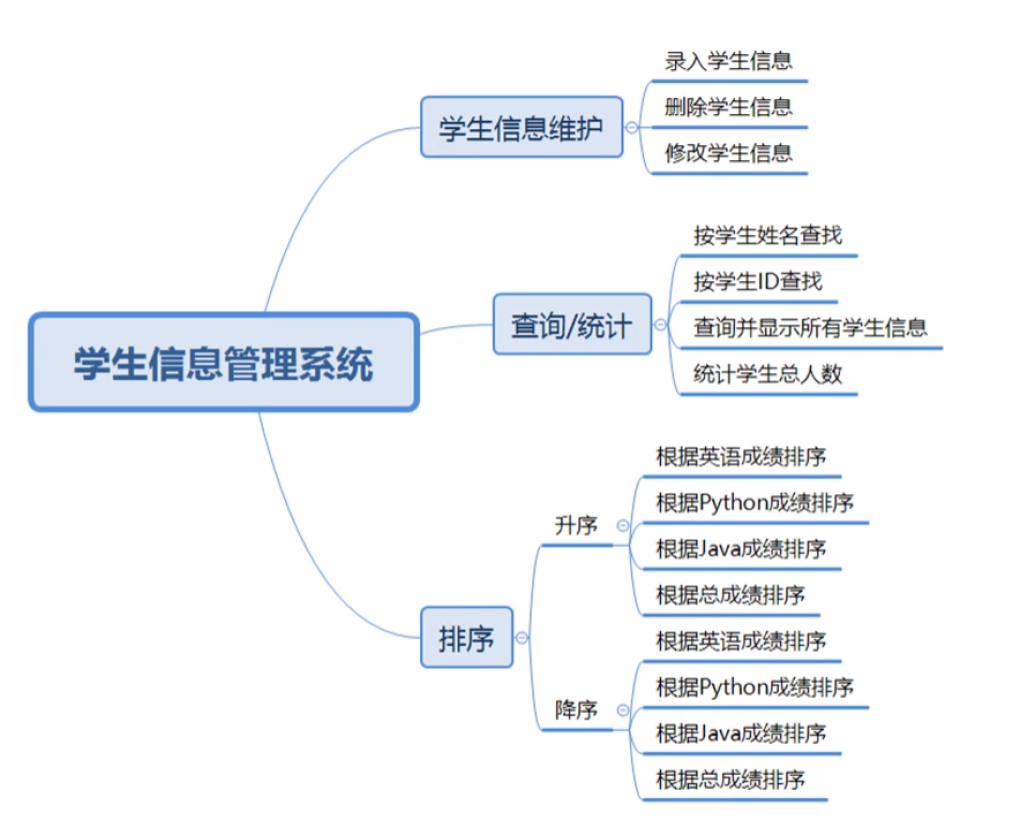 学生信息管理系统
学生信息维护
录入学生信息
删除学生信息
修改学生信息
查询/统计
按学生姓名查找
按学生ID查找
查询并显示所有学生信息
统计学生总人数
排序
升序
根据英语成绩排序
根据Python成绩排序
根据Java成绩排序
根据总成绩排序
降序
根据英语成绩排序
根据Python成绩排序
根据Java成绩排序
根据总成绩排序